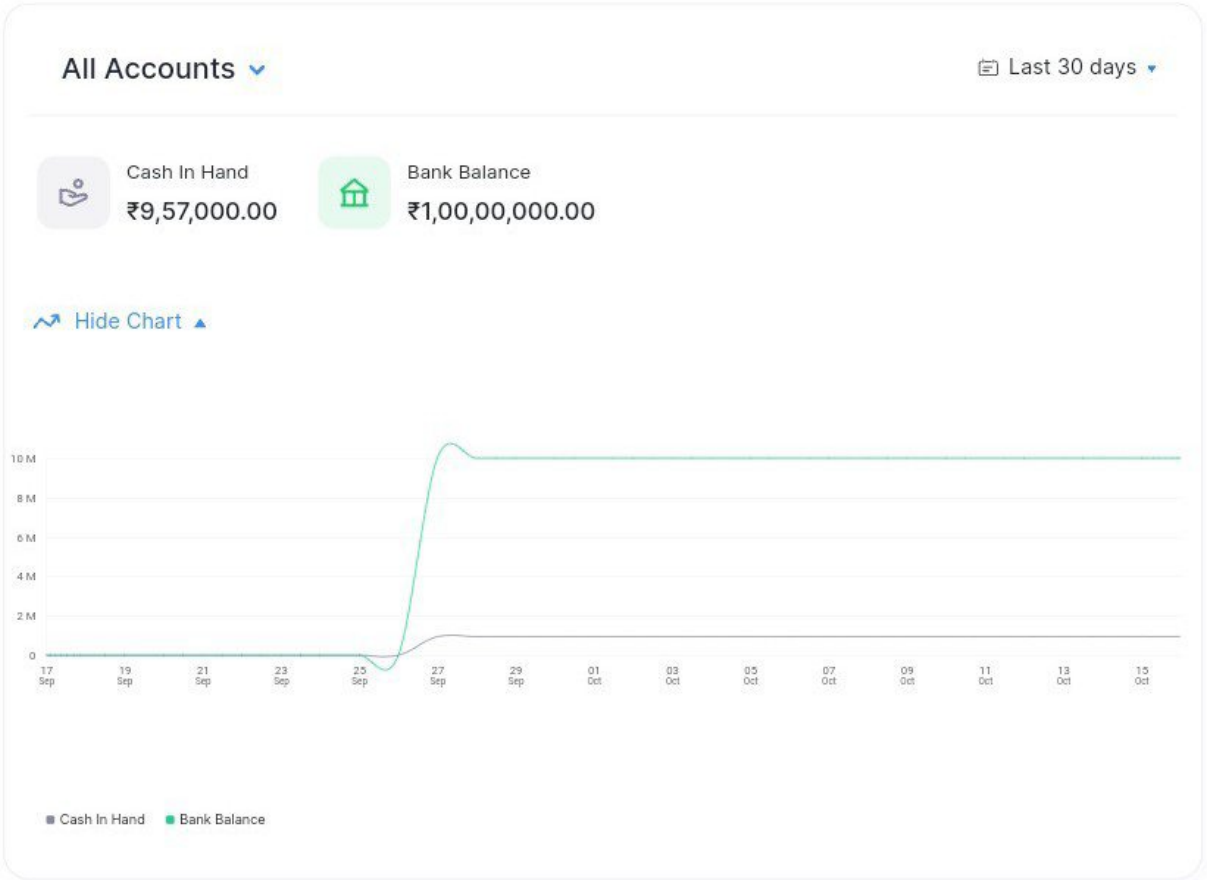 All Accounts
Last 30 days
Cash In Hand
₹9,57,000.00
Bank Balance
₹1,00,00,000.00
Hide Chart
10 M
8 M
6 M
4 M
2 M
0
17 19 21 23 25 27 29 01 03 05 07 09 11 13 15
Sep Sep Sep Sep Sep Sep Sep Oct Oct Oct Oct Oct Oct Oct Oct
Cash In Hand Bank Balance